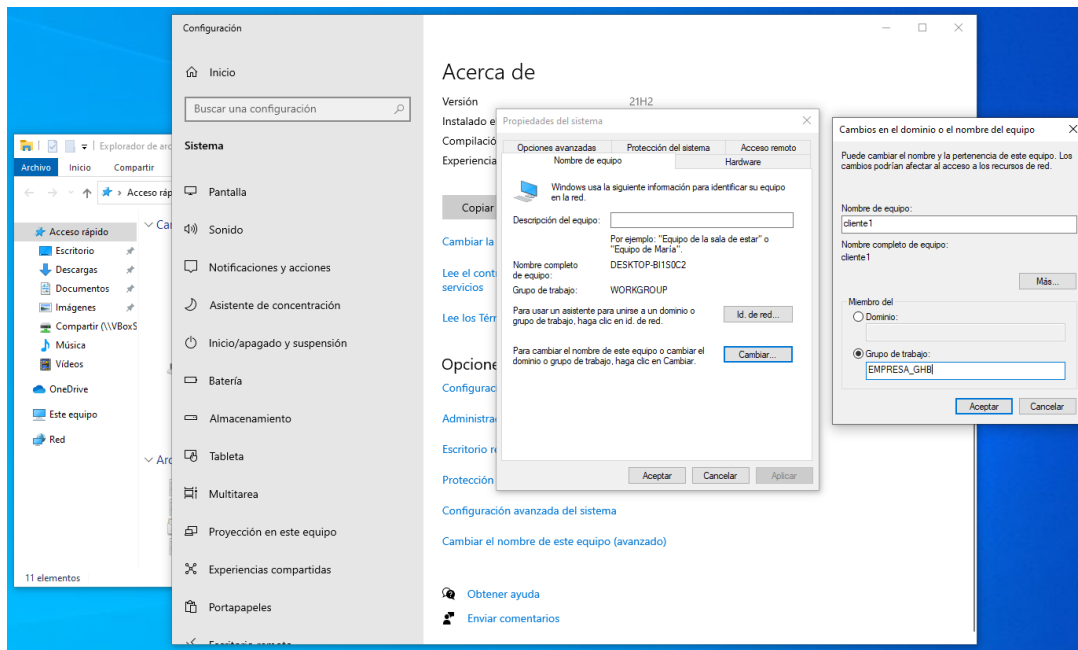 Configuración
Inicio
Buscar una configuración
Sistema
Pantalla
Sonido
Notificaciones y acciones
Asistente de concentración
Inicio/apagado y suspensión
Batería
Almacenamiento
Tableta
Multitarea
Proyección en este equipo
Experiencias compartidas
Portapapeles
Acerca de
Versión 21H2
Instalado e
Compilació
Experiencia
Copiar
Cambiar la
Lee el cont
servicios
Lee los Tér
Opcione
Configurac
Administra
Escritorio r
Protección
Configuración avanzada del sistema
Cambiar el nombre de este equipo (avanzado)
Obtener ayuda
Enviar comentarios
Explorador de arc
Archivo Inicio Compartir
Acceso ráp
Acceso rápido
Escritorio
Descargas
Documentos
Imágenes
Compartir (\\VBoxS
Música
Vídeos
OneDrive
Este equipo
Red
Ca
Arc
11 elementos
Propiedades del sistema
Opciones avanzadas Protección del sistema Acceso remoto
Nombre de equipo Hardware
Windows usa la siguiente información para identificar su equipo
en la red.
Descripción del equipo:
Por ejemplo: "Equipo de la sala de estar" o
"Equipo de María".
Nombre completo DESKTOP-BI1S0C2
de equipo:
Grupo de trabajo: WORKGROUP
Para usar un asistente para unirse a un dominio o
grupo de trabajo, haga clic en id. de red.
Id. de red...
Para cambiar el nombre de este equipo o cambiar el
dominio o grupo de trabajo, haga clic en Cambiar.
Cambiar...
Aceptar Cancelar Aplicar
Cambios en el dominio o el nombre del equipo
Puede cambiar el nombre y la pertenencia de este equipo. Los
cambios podrían afectar al acceso a los recursos de red.
Nombre de equipo:
cliente1
Nombre completo de equipo:
cliente1
Más...
Miembro del
Dominio:
Grupo de trabajo:
EMPRESA_GHB
Aceptar Cancelar